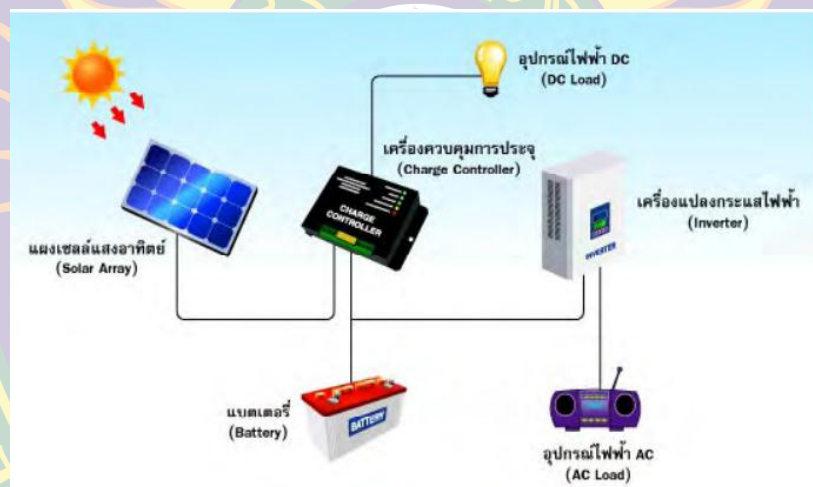 อุปกรณ์ไฟฟ้า DC
(DC Load)
เครื่องควบคุมการประจุ
(Charge Controller)
CHARGE
CONTROLLER
เครื่องแปลงกระแสไฟฟ้า
(Inverter)
INVERTER
แผงเซลล์แสงอาทิตย์
(Solar Array)
แบตเตอรี่
(Battery)
BATTERY
อุปกรณ์ไฟฟ้า AC
(AC Load)